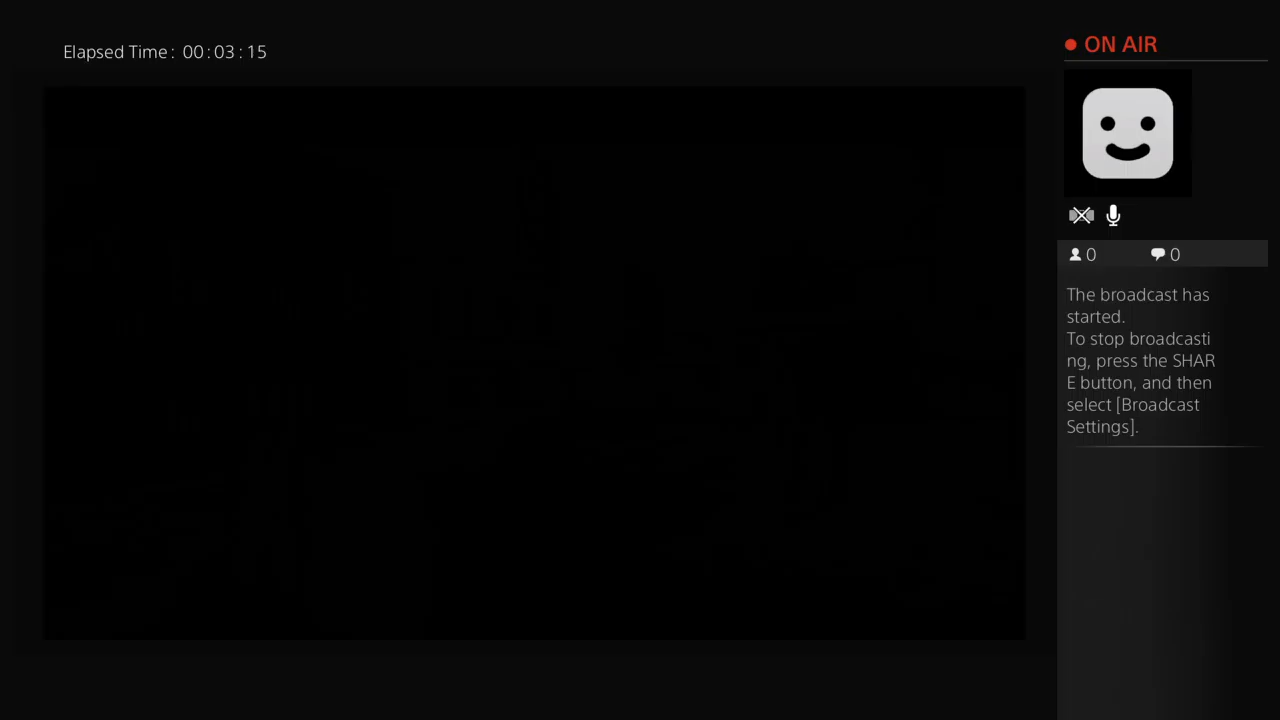 Elapsed Time: 00:03:15
ON AIR
0 0
The broadcast has
started.
To stop broadcasti
ng, press the SHAR
E button, and then
select [Broadcast
Settings].